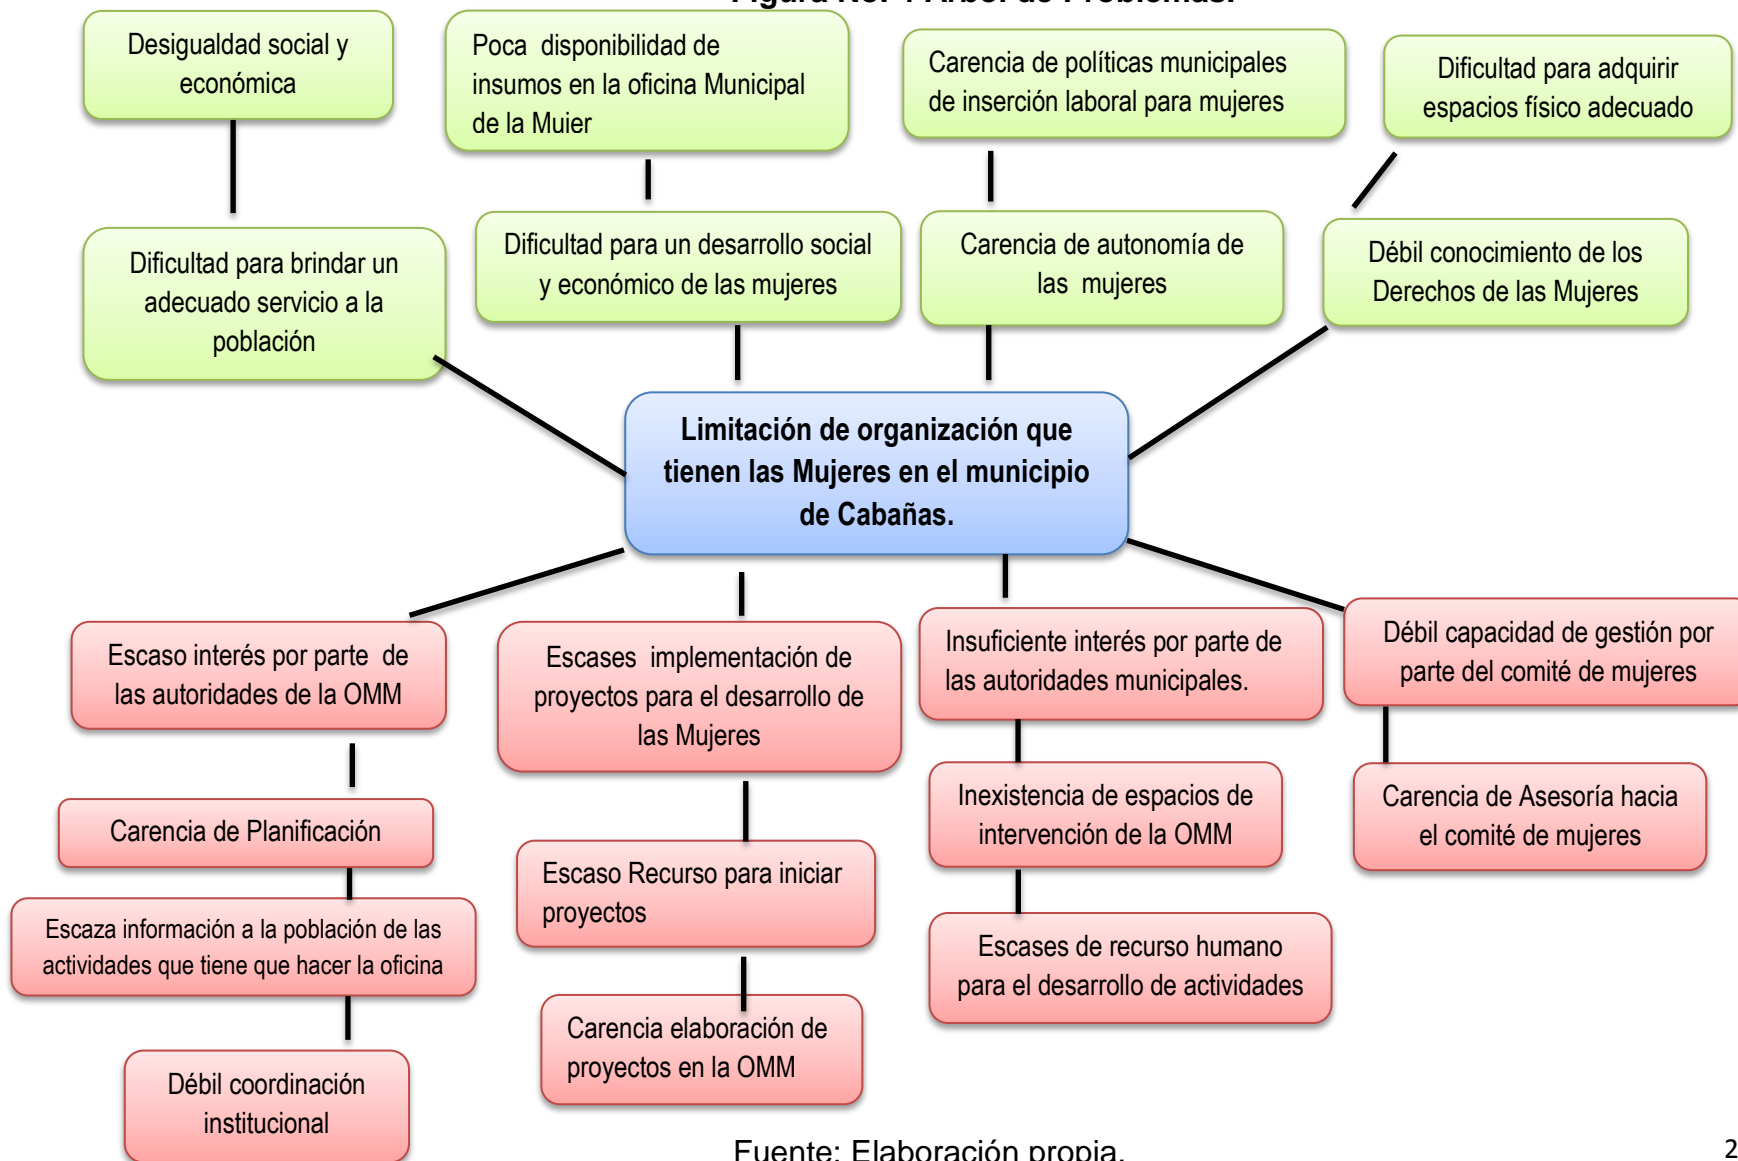 Figura No. 4 Árbol de Problemas.
Desigualdad social y
económica
Poca disponibilidad de
insumos en la oficina Municipal
de la Mujer
Carencia de políticas municipales
de inserción laboral para mujeres
Dificultad para adquirir
espacios físico adecuado
Dificultad para brindar un
adecuado servicio a la
población
Dificultad para un desarrollo social
y económico de las mujeres
Carencia de autonomía de
las mujeres
Débil conocimiento de los
Derechos de las Mujeres
Limitación de organización que
tienen las Mujeres en el municipio
de Cabañas.
Escaso interés por parte de
las autoridades de la OMM
Escases implementación de
proyectos para el desarrollo de
las Mujeres
Insuficiente interés por parte de
las autoridades municipales.
Débil capacidad de gestión por
parte del comité de mujeres
Carencia de Planificación
Escaso Recurso para iniciar
proyectos
Inexistencia de espacios de
intervención de la OMM
Carencia de Asesoría hacia
el comité de mujeres
Escaza información a la población de las
actividades que tiene que hacer la oficina
Carencia elaboración de
proyectos en la OMM
Escases de recurso humano
para el desarrollo de actividades
Débil coordinación
institucional
Fuente: Elaboración propia.
2